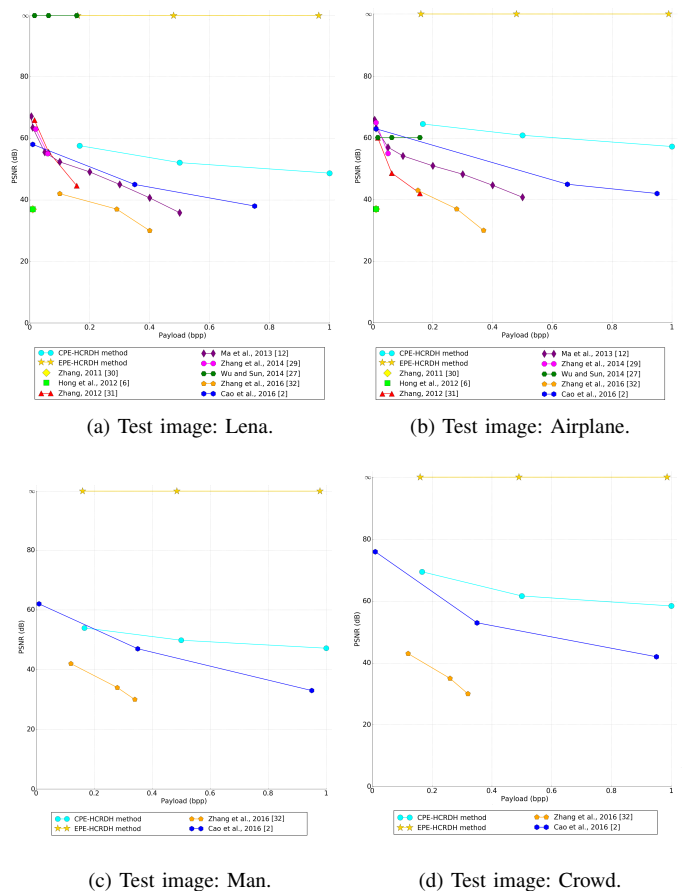 ∞
80
60
40
20
0
PSNR (dB)
0 0.2 0.4 0.6 0.8 1
Payload (bpp)
CPE-HCRDH method
EPE-HCRDH method
Zhang, 2011 [30]
Hong et al., 2012 [6]
Zhang, 2012 [31]
Ma et al., 2013 [12]
Zhang et al., 2014 [29]
Wu and Sun, 2014 [27]
Zhang et al., 2016 [32]
Cao et al., 2016 [2]
(a) Test image: Lena.
∞
80
60
40
20
0
PSNR (dB)
0 0.2 0.4 0.6 0.8 1
Payload (bpp)
CPE-HCRDH method
EPE-HCRDH method
Zhang, 2011 [30]
Hong et al., 2012 [6]
Zhang, 2012 [31]
Ma et al., 2013 [12]
Zhang et al., 2014 [29]
Wu and Sun, 2014 [27]
Zhang et al., 2016 [32]
Cao et al., 2016 [2]
(b) Test image: Airplane.
∞
80
60
40
20
0
PSNR (dB)
0 0.2 0.4 0.6 0.8 1
Payload (bpp)
CPE-HCRDH method
EPE-HCRDH method
Zhang et al., 2016 [32]
Cao et al., 2016 [2]
(c) Test image: Man.
∞
80
60
40
20
0
PSNR (dB)
0 0.2 0.4 0.6 0.8 1
Payload (bpp)
CPE-HCRDH method
EPE-HCRDH method
Zhang et al., 2016 [32]
Cao et al., 2016 [2]
(d) Test image: Crowd.